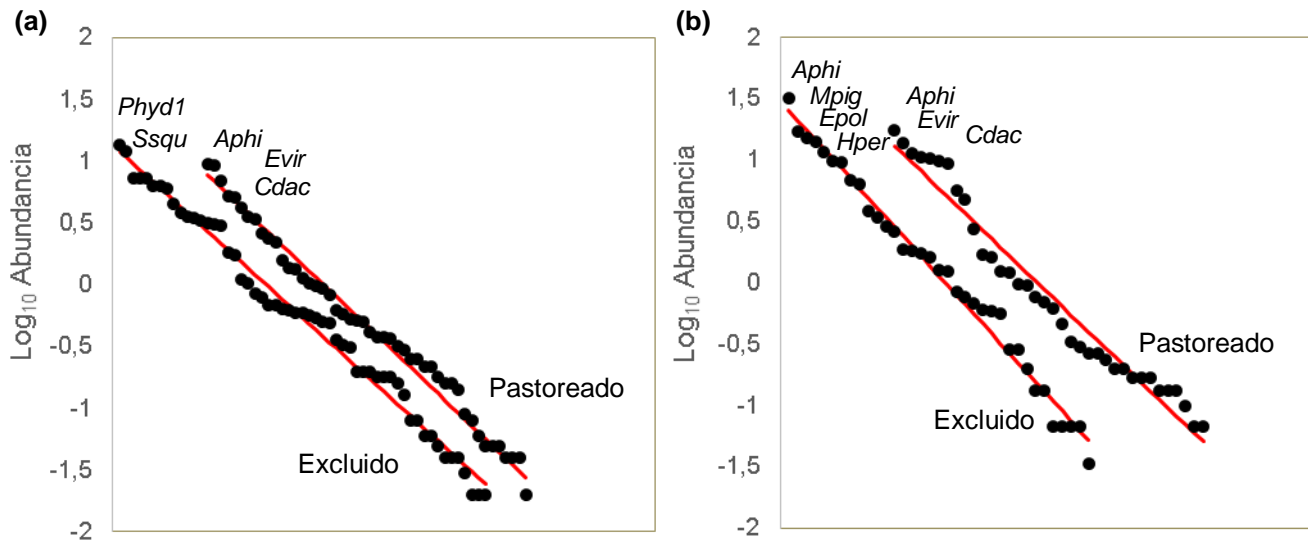 (a)
Log10 Abundancia
2
1,5
1
0,5
0
-0,5
-1
-1,5
-2
Phyd1
Ssqu
Aphi
Evir
Cdac
Pastoreado
Excluido
(b)
Log10 Abundancia
2
1,5
1
0,5
0
-0,5
-1
-1,5
-2
Aphi
Mpig
Epol
Hper
Aphi
Evir
Cdac
Pastoreado
Excluido